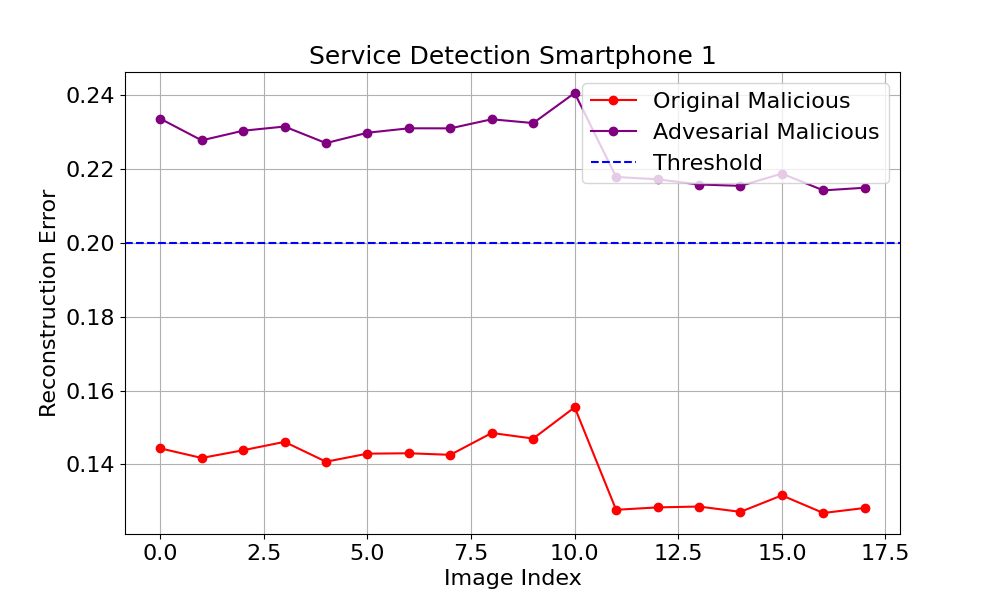 Service Detection Smartphone 1
Original Malicious
Advesarial Malicious
Threshold
Reconstruction Error
0.24
0.22
0.20
0.18
0.16
0.14
0.0 2.5 5.0 7.5 10.0 12.5 15.0 17.5
Image Index